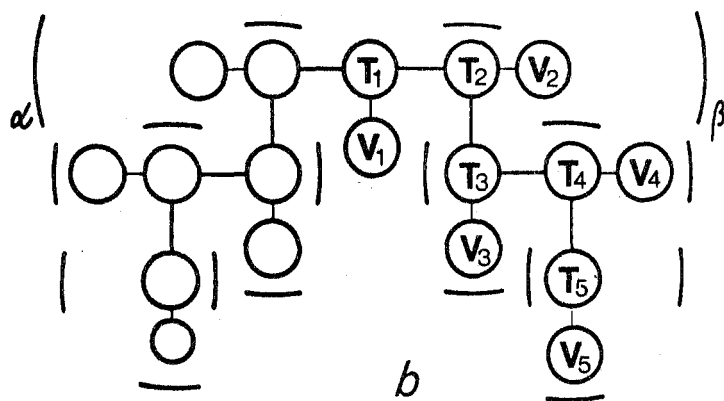 T₁ T₂ V₂
α V₁ β
T₃ T₄ V₄
V₃ T₅
V₅
b